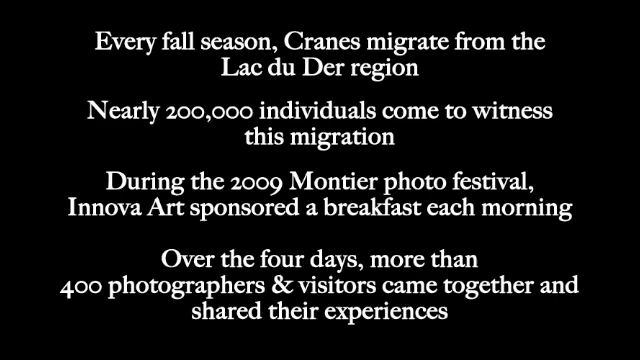 Every fall season, Cranes migrate from the
Lac du Der region
Nearly 200,000 individuals come to witness
this migration
During the 2009 Montier photo festival,
Innova Art sponsored a breakfast each morning
Over the four days, more than
400 photographers & visitors came together and
shared their experiences